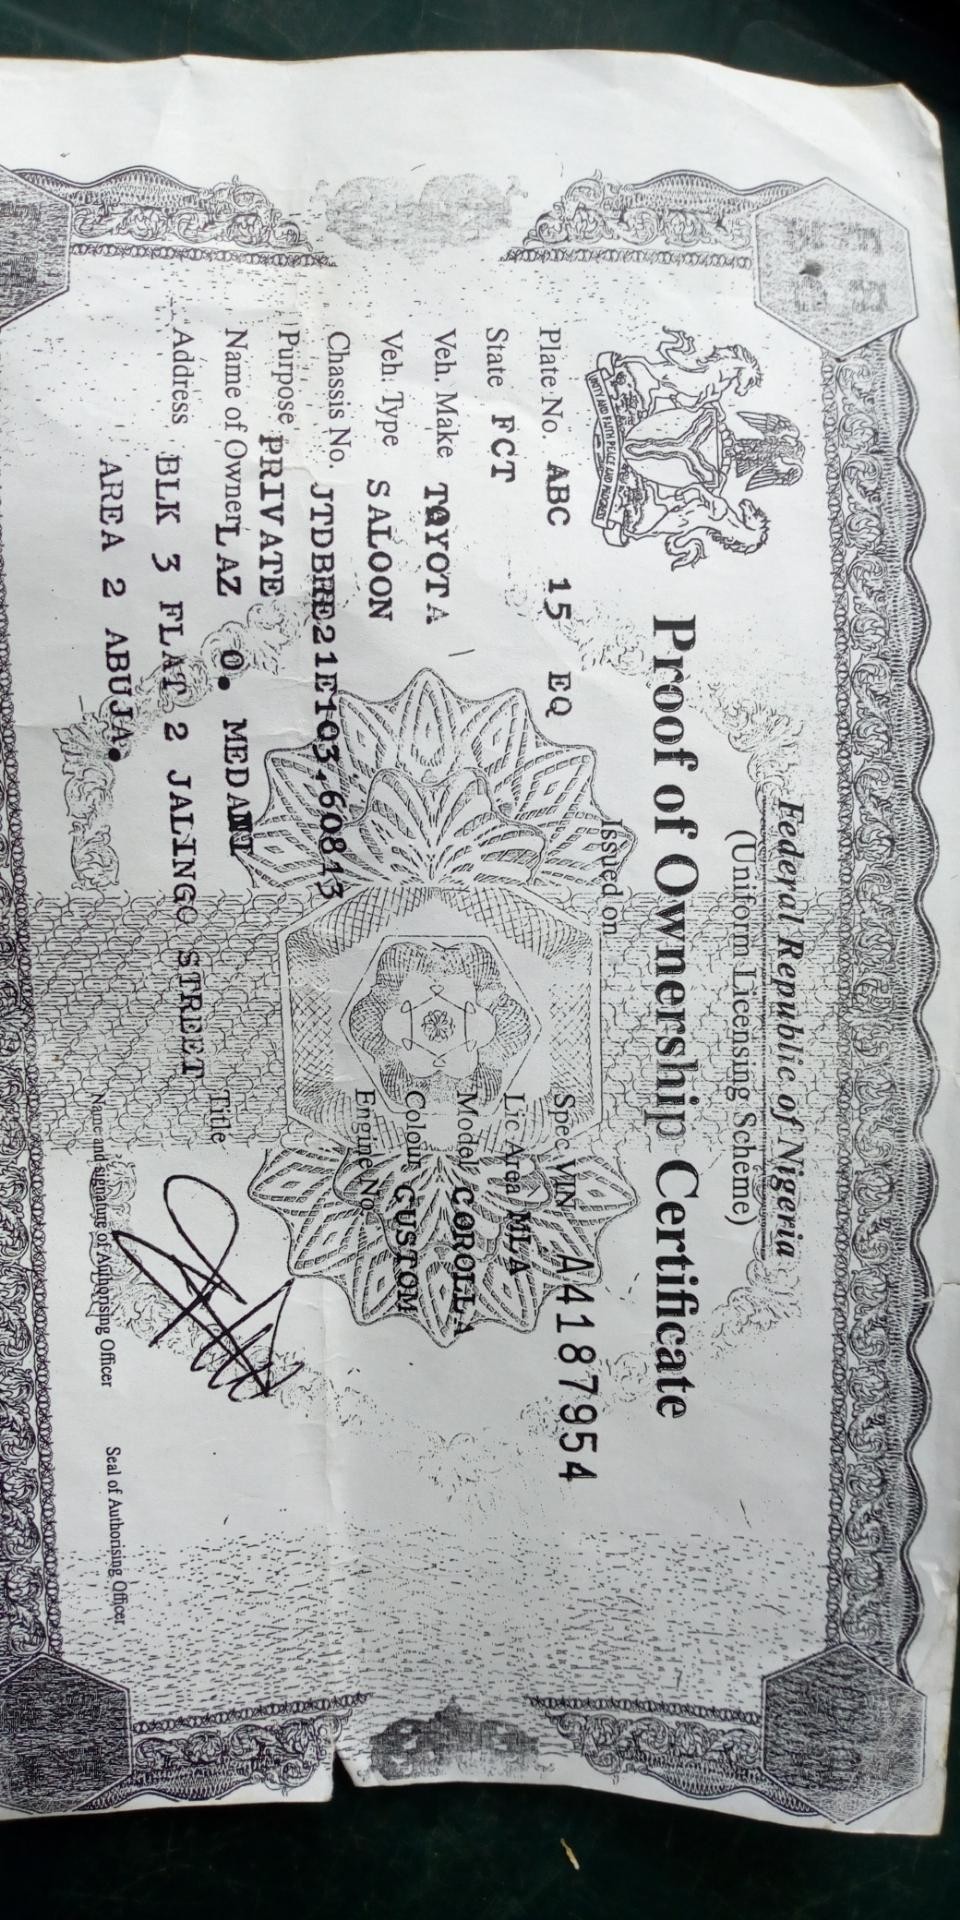 Federal Republic of Nigeria
(Uniform Licensing Scheme)
Proof of Ownership Certificate
UNITY AND FAITH PEACE AND PROGRESS
Issued on
Plate No. ABC 15 EQ
Spec VIN A4187954
State FCT
Lic Area MLA
Veh. Make TOYOTA
Model COROLLA
Veh. Type SALOON
Colour CUSTOM
Chassis No.
Engine No
Purpose PRIVATE
Name of Owner LAZ O. MEDANI
Title
Address BLK 3 FLAT 2 JALINGO STREET
AREA 2 ABUJA.
Name and signature of Authorising Officer
Seal of Authorising Officer